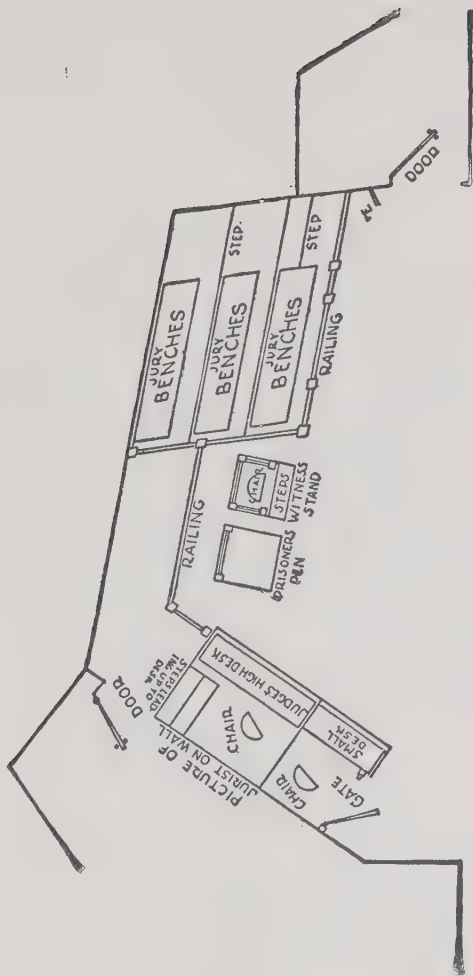 DOOR
STEP.
STEP
JURY
BENCHES
JURY
BENCHES
JURY
BENCHES
RAILING
RAILING
CHAIR
STEPS
WITNESS
STAND
PRISONERS
PEN
DOOR
STEPS LEAD
ING UP TO
DESK
JUDGES HIGH DESK
CHAIR
PICTURE OF
JURIST ON WALL
SMALL
DESK
CHAIR
GATE